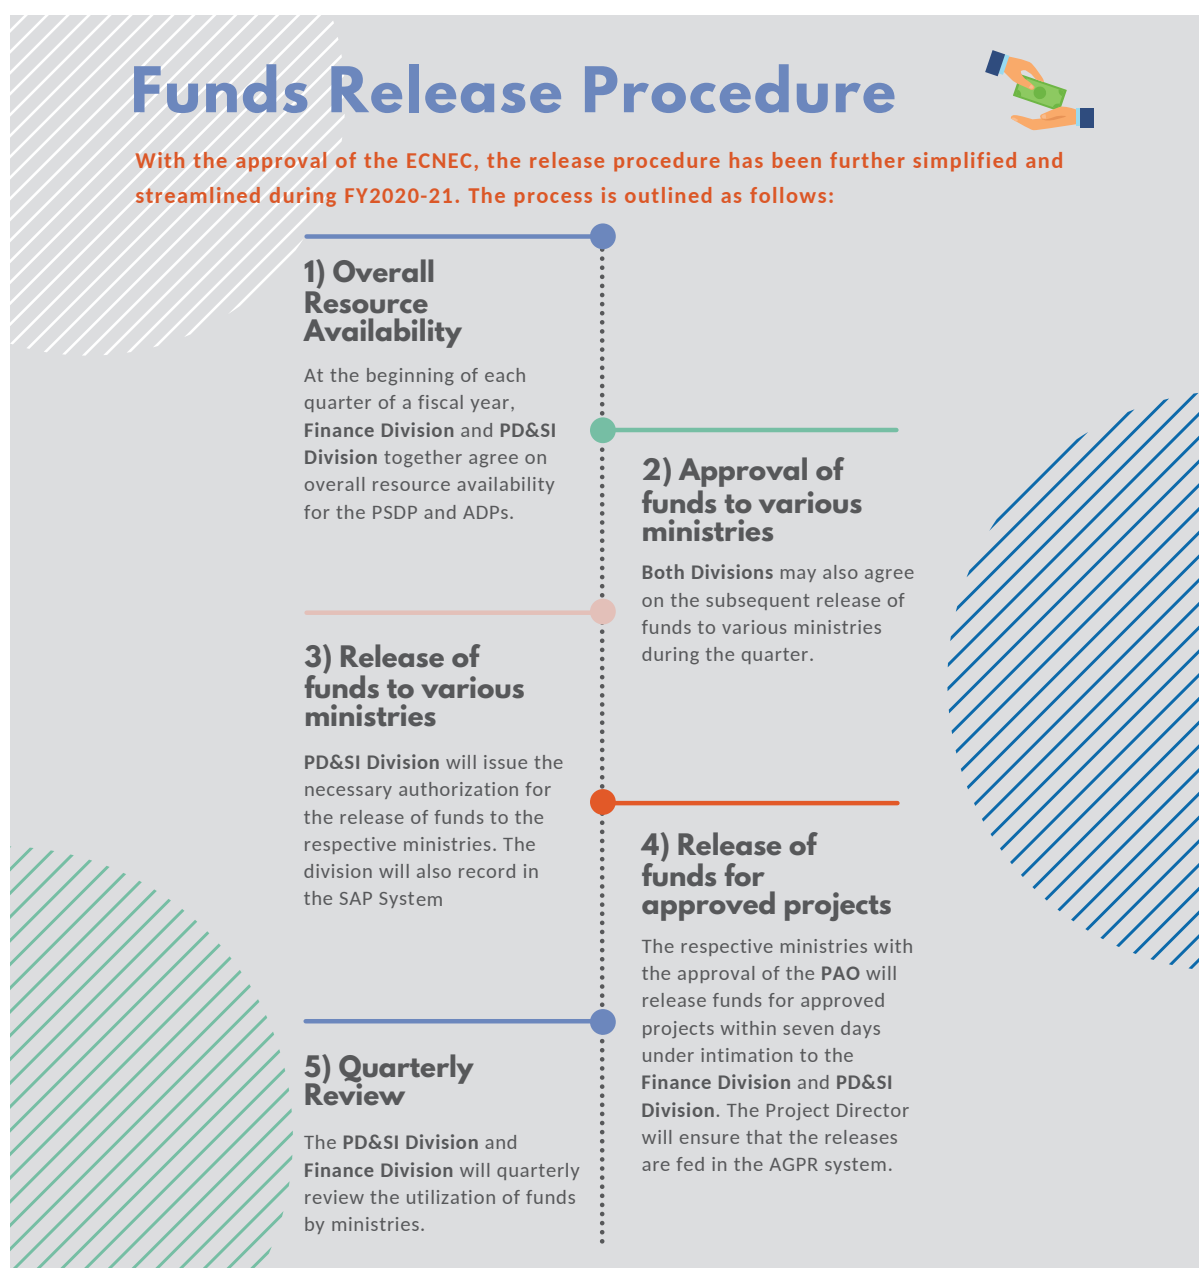 Funds Release Procedure
With the approval of the ECNEC, the release procedure has been further simplified and
streamlined during FY2020-21. The process is outlined as follows:
1) Overall
Resource
Availability
At the beginning of each
quarter of a fiscal year,
Finance Division and PD&SI
Division together agree on
overall resource availability
for the PSDP and ADPs.
2) Approval of
funds to various
ministries
Both Divisions may also agree
on the subsequent release of
funds to various ministries
during the quarter.
3) Release of
funds to various
ministries
PD&SI Division will issue the
necessary authorization for
the release of funds to the
respective ministries. The
division will also record in
the SAP System
4) Release of
funds for
approved projects
The respective ministries with
the approval of the PAO will
release funds for approved
projects within seven days
under intimation to the
Finance Division and PD&SI
Division. The Project Director
will ensure that the releases
are fed in the AGPR system.
5) Quarterly
Review
The PD&SI Division and
Finance Division will quarterly
review the utilization of funds
by ministries.